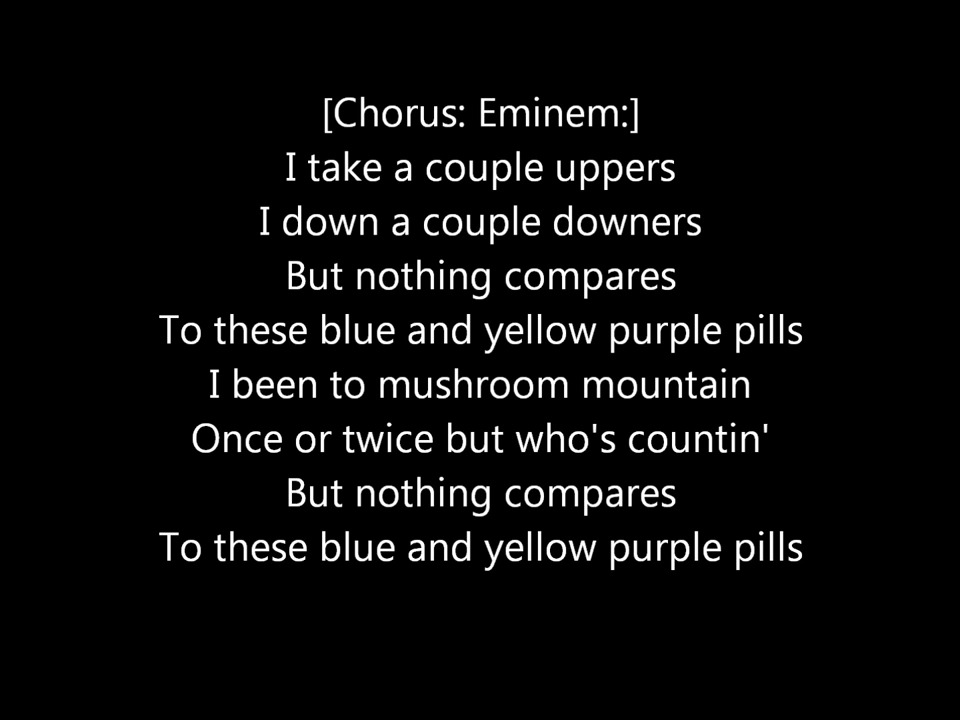 [Chorus: Eminem:]
I take a couple uppers
I down a couple downers
But nothing compares
To these blue and yellow purple pills
I been to mushroom mountain
Once or twice but who's countin'
But nothing compares
To these blue and yellow purple pills